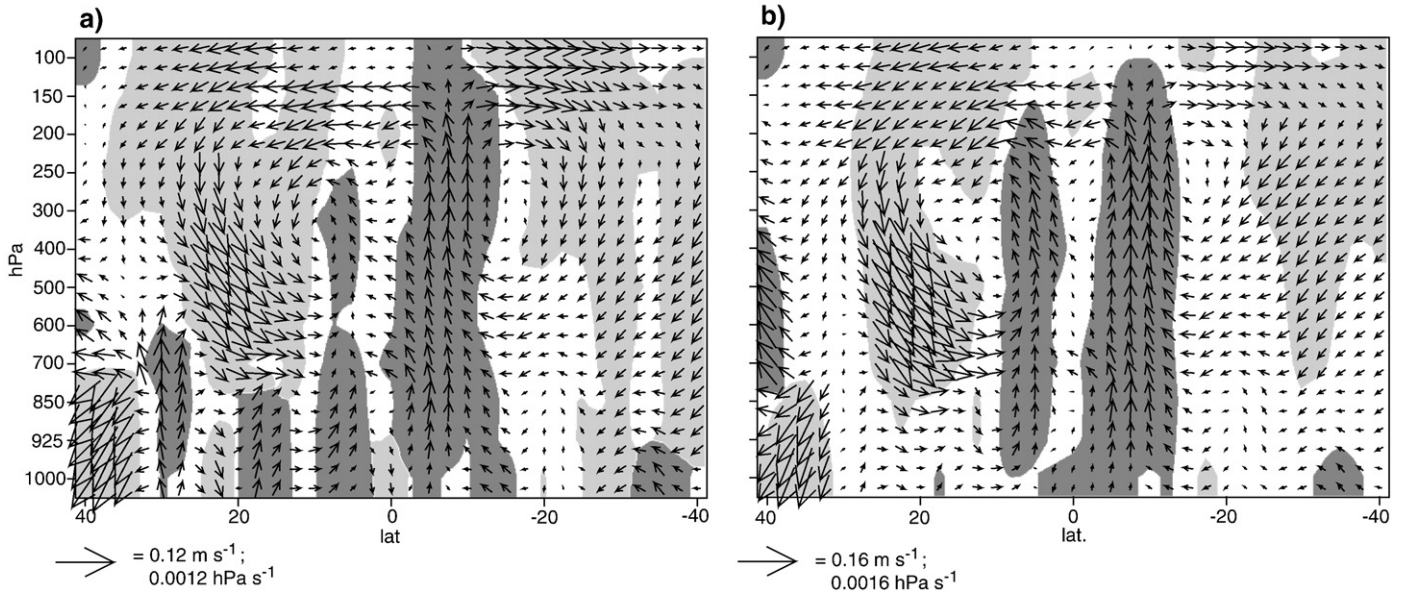 a)
100
150
200
250
300
400
500
600
700
850
925
1000
hPa
40 20 0 -20 -40
lat
= 0.12 m s-1 ;
0.0012 hPa s-1
b)
40 20 0 -20 -40
lat.
= 0.16 m s-1 ;
0.0016 hPa s-1